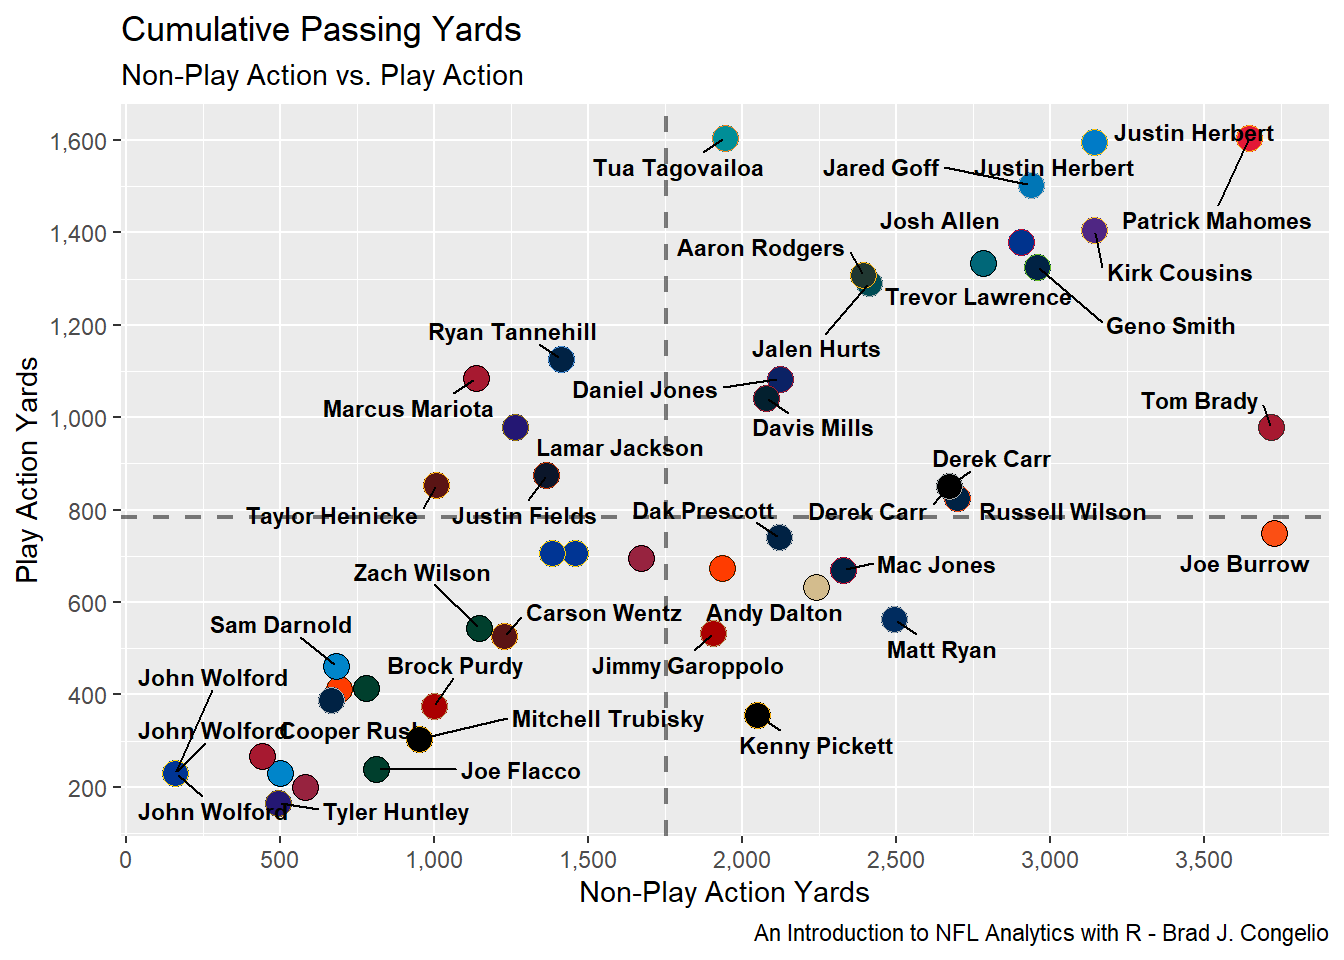 Cumulative Passing Yards
Non-Play Action vs. Play Action
1,600
1,400
1,200
1,000
800
600
400
200
Play Action Yards
Justin Herbert
Tua Tagovailoa
Jared Goff
Justin Herbert
Josh Allen
Patrick Mahomes
Aaron Rodgers
Kirk Cousins
Trevor Lawrence
Geno Smith
Ryan Tannehill
Jalen Hurts
Daniel Jones
Tom Brady
Marcus Mariota
Davis Mills
Lamar Jackson
Derek Carr
Taylor Heinicke
Justin Fields
Dak Prescott
Derek Carr
Russell Wilson
Joe Burrow
Mac Jones
Zach Wilson
Carson Wentz
Andy Dalton
Sam Darnold
Matt Ryan
Brock Purdy
Jimmy Garoppolo
John Wolford
Mitchell Trubisky
John Wolford
Cooper Rush
Kenny Pickett
Joe Flacco
John Wolford
Tyler Huntley
0
500
1,000
1,500
2,000
2,500
3,000
3,500
Non-Play Action Yards
An Introduction to NFL Analytics with R - Brad J. Congelio